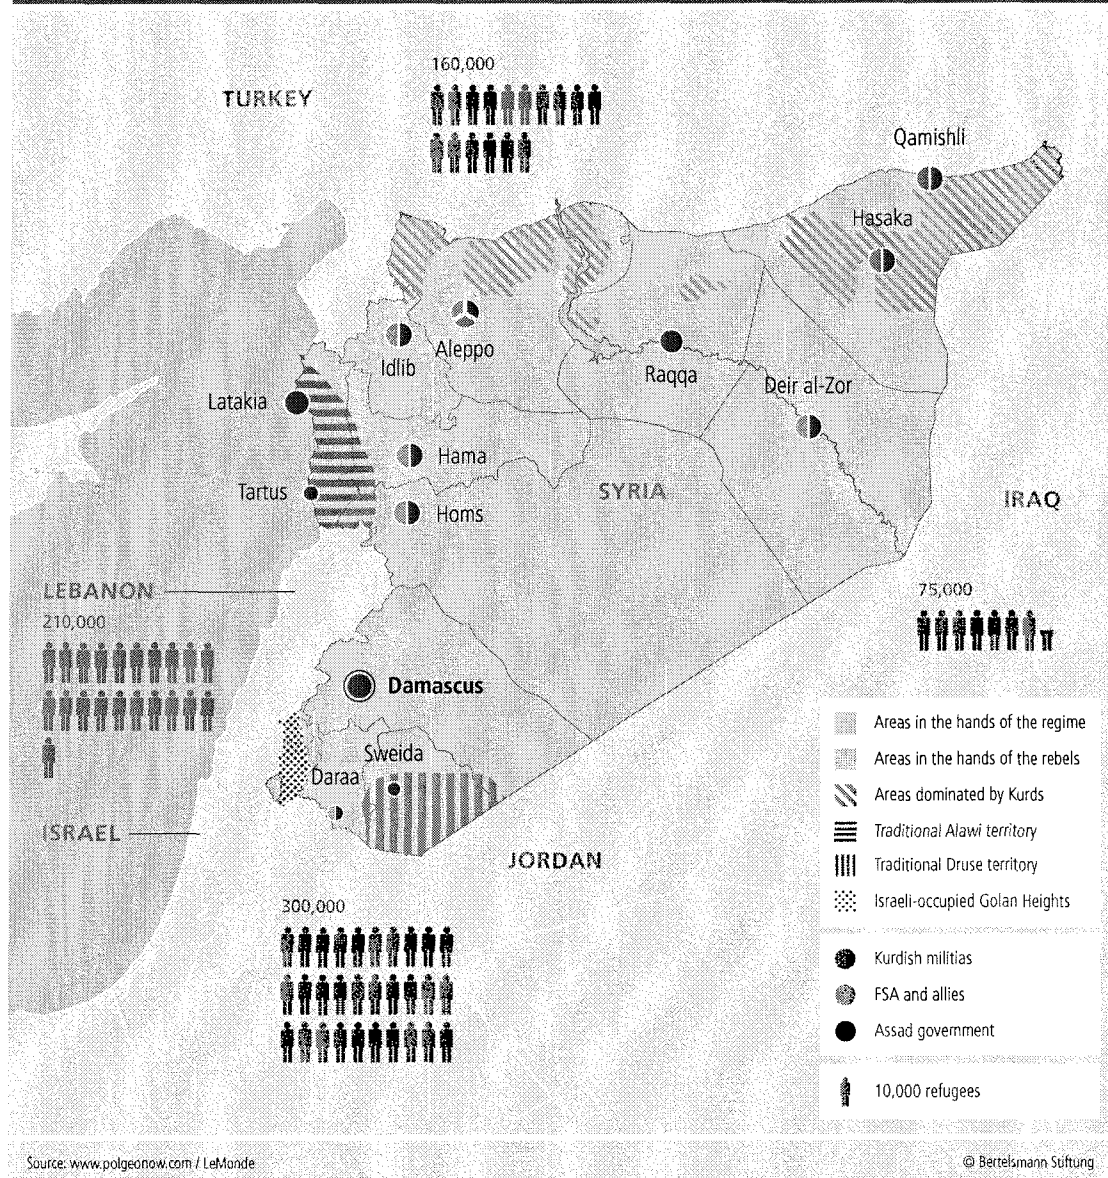 160,000
TURKEY
Qamishli
Hasaka
Aleppo
Idlib
Raqqa
Deir al-Zor
Latakia
Hama
Tartus
SYRIA
Homs
IRAQ
LEBANON
210,000
75,000
Damascus
Sweida
Daraa
ISRAEL
JORDAN
300,000
Areas in the hands of the regime
Areas in the hands of the rebels
Areas dominated by Kurds
Traditional Alawi territory
Traditional Druse territory
Israeli-occupied Golan Heights
Kurdish militias
FSA and allies
Assad government
10,000 refugees
Source: www.polgeonow.com / LeMonde
© Bertelsmann Stiftung